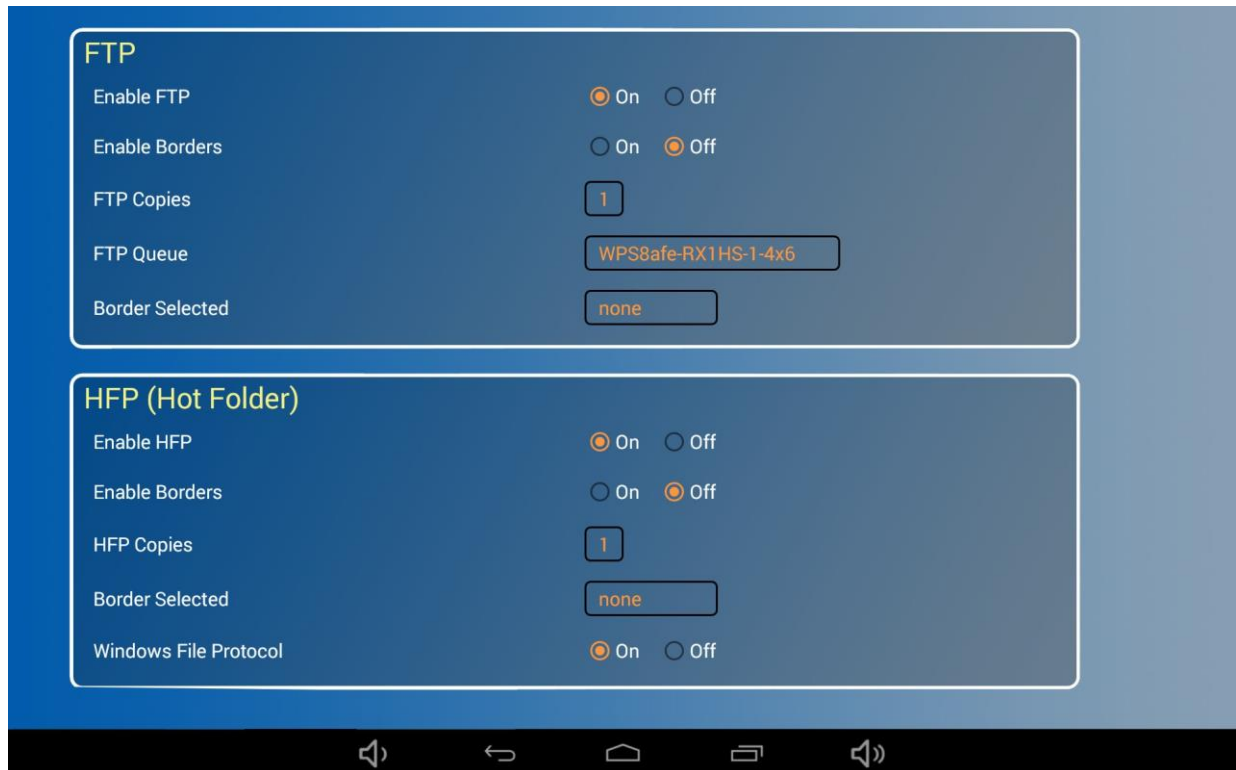 FTP
Enable FTP On Off
Enable Borders On Off
FTP Copies 1
FTP Queue WPS8afe-RX1HS-1-4x6
Border Selected none
HFP (Hot Folder)
Enable HFP On Off
Enable Borders On Off
HFP Copies 1
Border Selected none
Windows File Protocol On Off